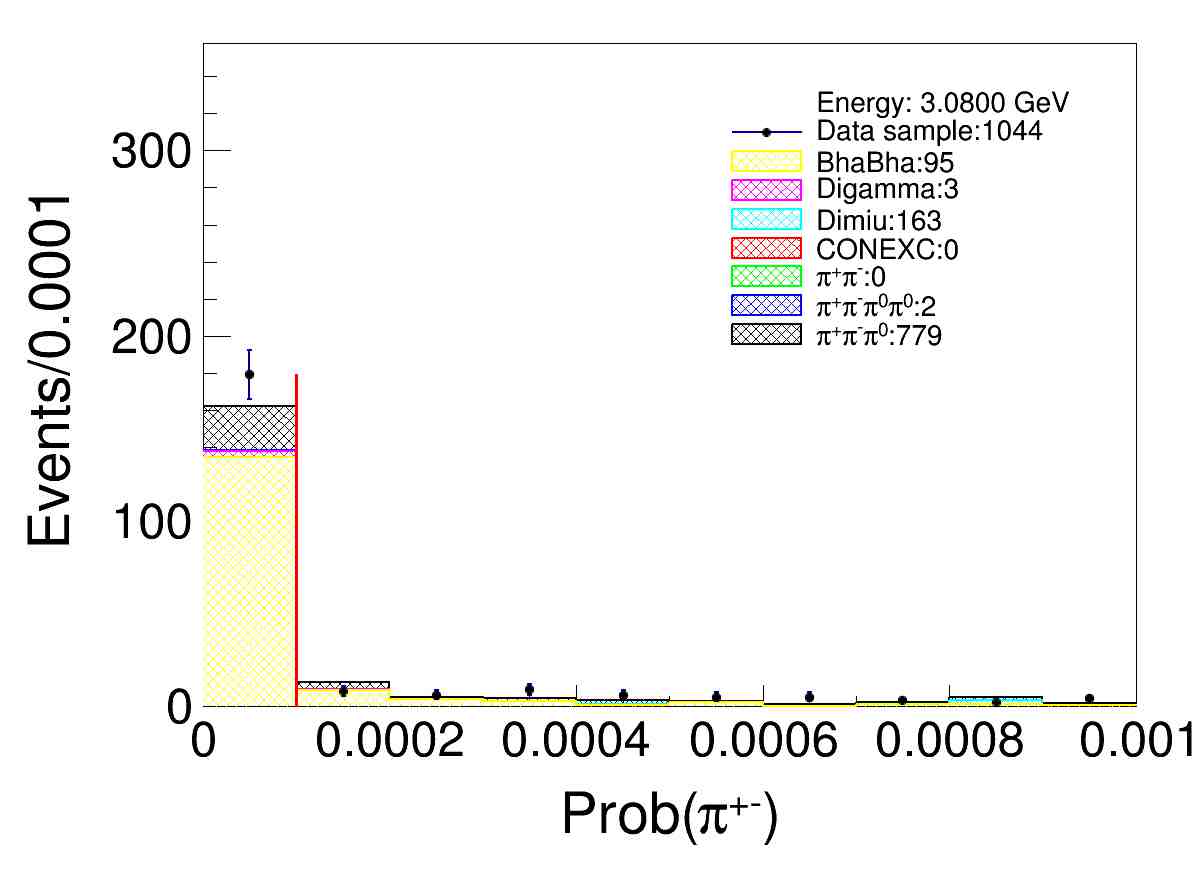 Energy: 3.0800 GeV
Data sample:1044
BhaBha:95
Digamma:3
Dimiu:163
CONEXC:0
π⁺π⁻:0
π⁺π⁻π⁰π⁰:2
π⁺π⁻π⁰:779
Events/0.0001
300
200
100
0
0 0.0002 0.0004 0.0006 0.0008 0.001
Prob(π⁺⁻)